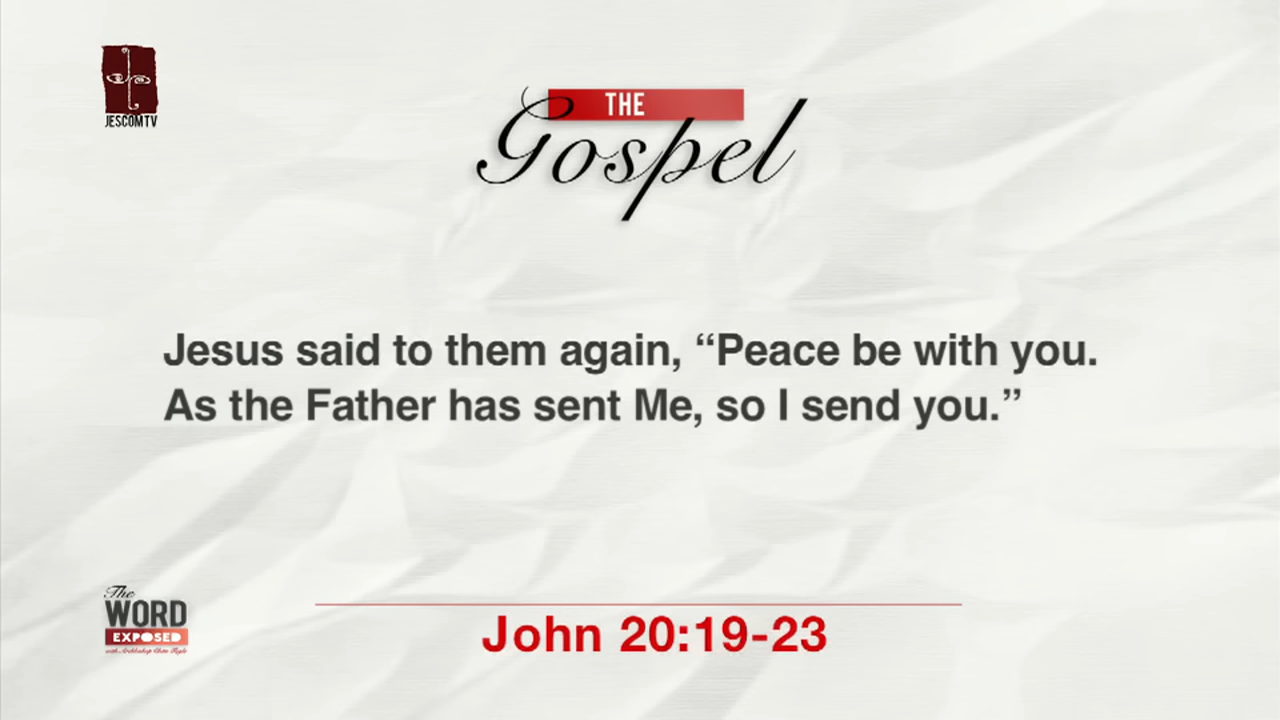 JESCOMTV
THE
Gospel
Jesus said to them again, “Peace be with you.
As the Father has sent Me, so I send you.”
The
WORD
EXPOSED
John 20:19-23